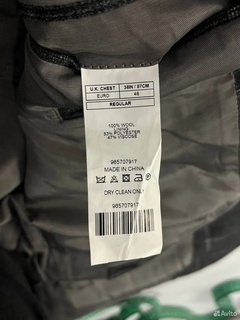 U.K. CHEST 38IN / 97CM
EURO 48
REGULAR
100% WOOL
LINING
53% POLYESTER
47% VISCOSE
965707917
MADE IN CHINA
DRY CLEAN ONLY
965707917
Avito